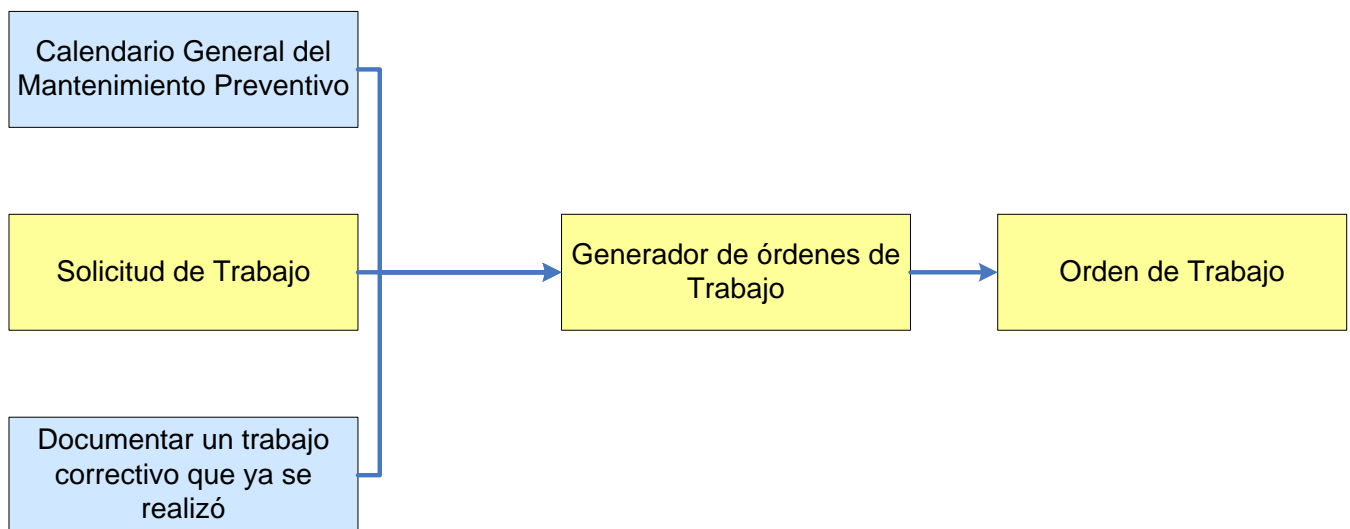 Calendario General del
Mantenimiento Preventivo
Solicitud de Trabajo
Generador de órdenes de
Trabajo
Orden de Trabajo
Documentar un trabajo
correctivo que ya se
realizó